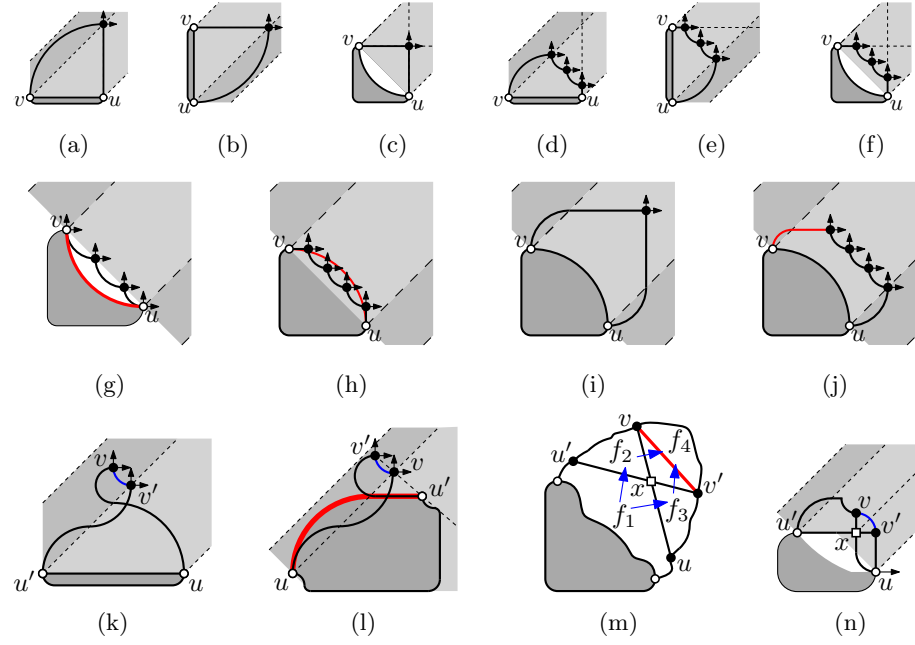 v u
v u
v u
v u
v u
v u
(a) (b) (c) (d) (e) (f)
v u
v u
v u
v u
(g) (h) (i) (j)
v v′ u′ u
v′ v u′ u
v u′ f₂ f₄ x v′ f₁ f₃ u
v u′ v′ x u
(k) (l) (m) (n)